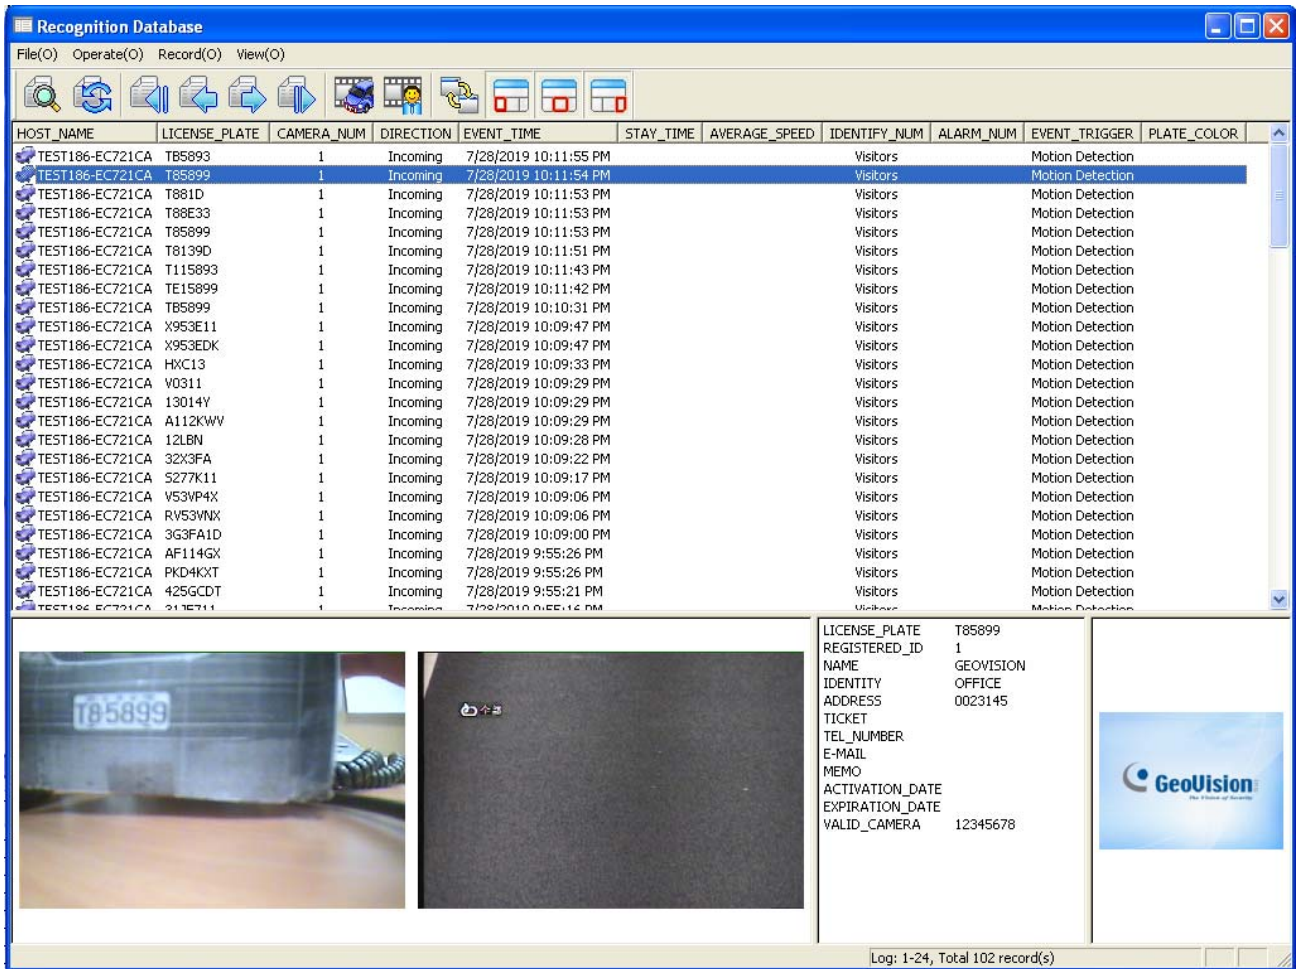 Recognition Database
File(O) Operate(O) Record(O) View(O)
HOST_NAME LICENSE_PLATE CAMERA_NUM DIRECTION EVENT_TIME STAY_TIME AVERAGE_SPEED IDENTIFY_NUM ALARM_NUM EVENT_TRIGGER PLATE_COLOR
TEST186-EC721CA TB5893 1 Incoming 7/28/2019 10:11:55 PM Visitors Motion Detection
TEST186-EC721CA T85899 1 Incoming 7/28/2019 10:11:54 PM Visitors Motion Detection
TEST186-EC721CA T881D 1 Incoming 7/28/2019 10:11:53 PM Visitors Motion Detection
TEST186-EC721CA T88E33 1 Incoming 7/28/2019 10:11:53 PM Visitors Motion Detection
TEST186-EC721CA T85899 1 Incoming 7/28/2019 10:11:53 PM Visitors Motion Detection
TEST186-EC721CA T8139D 1 Incoming 7/28/2019 10:11:51 PM Visitors Motion Detection
TEST186-EC721CA T115893 1 Incoming 7/28/2019 10:11:43 PM Visitors Motion Detection
TEST186-EC721CA TE15899 1 Incoming 7/28/2019 10:11:42 PM Visitors Motion Detection
TEST186-EC721CA TB5899 1 Incoming 7/28/2019 10:10:31 PM Visitors Motion Detection
TEST186-EC721CA X953E11 1 Incoming 7/28/2019 10:09:47 PM Visitors Motion Detection
TEST186-EC721CA X953EDK 1 Incoming 7/28/2019 10:09:47 PM Visitors Motion Detection
TEST186-EC721CA HXC13 1 Incoming 7/28/2019 10:09:33 PM Visitors Motion Detection
TEST186-EC721CA V0311 1 Incoming 7/28/2019 10:09:29 PM Visitors Motion Detection
TEST186-EC721CA 13014Y 1 Incoming 7/28/2019 10:09:29 PM Visitors Motion Detection
TEST186-EC721CA A112KWV 1 Incoming 7/28/2019 10:09:29 PM Visitors Motion Detection
TEST186-EC721CA 12LBN 1 Incoming 7/28/2019 10:09:28 PM Visitors Motion Detection
TEST186-EC721CA 32X3FA 1 Incoming 7/28/2019 10:09:22 PM Visitors Motion Detection
TEST186-EC721CA S277K11 1 Incoming 7/28/2019 10:09:17 PM Visitors Motion Detection
TEST186-EC721CA V53VP4X 1 Incoming 7/28/2019 10:09:06 PM Visitors Motion Detection
TEST186-EC721CA RV53VNX 1 Incoming 7/28/2019 10:09:06 PM Visitors Motion Detection
TEST186-EC721CA 3G3FA1D 1 Incoming 7/28/2019 10:09:00 PM Visitors Motion Detection
TEST186-EC721CA AF114GX 1 Incoming 7/28/2019 9:55:26 PM Visitors Motion Detection
TEST186-EC721CA PKD4KXT 1 Incoming 7/28/2019 9:55:26 PM Visitors Motion Detection
TEST186-EC721CA 425GCDT 1 Incoming 7/28/2019 9:55:21 PM Visitors Motion Detection
TEST186-EC721CA 1 Incoming 7/28/2019 9:55:16 PM Visitors Motion Detection
T85899
LICENSE_PLATE T85899
REGISTERED_ID 1
NAME GEOVISION
IDENTITY OFFICE
ADDRESS 0023145
TICKET
TEL_NUMBER
E-MAIL
MEMO
ACTIVATION_DATE
EXPIRATION_DATE
VALID_CAMERA 12345678
GeoVision
The Vision of Security
Log: 1-24, Total 102 record(s)